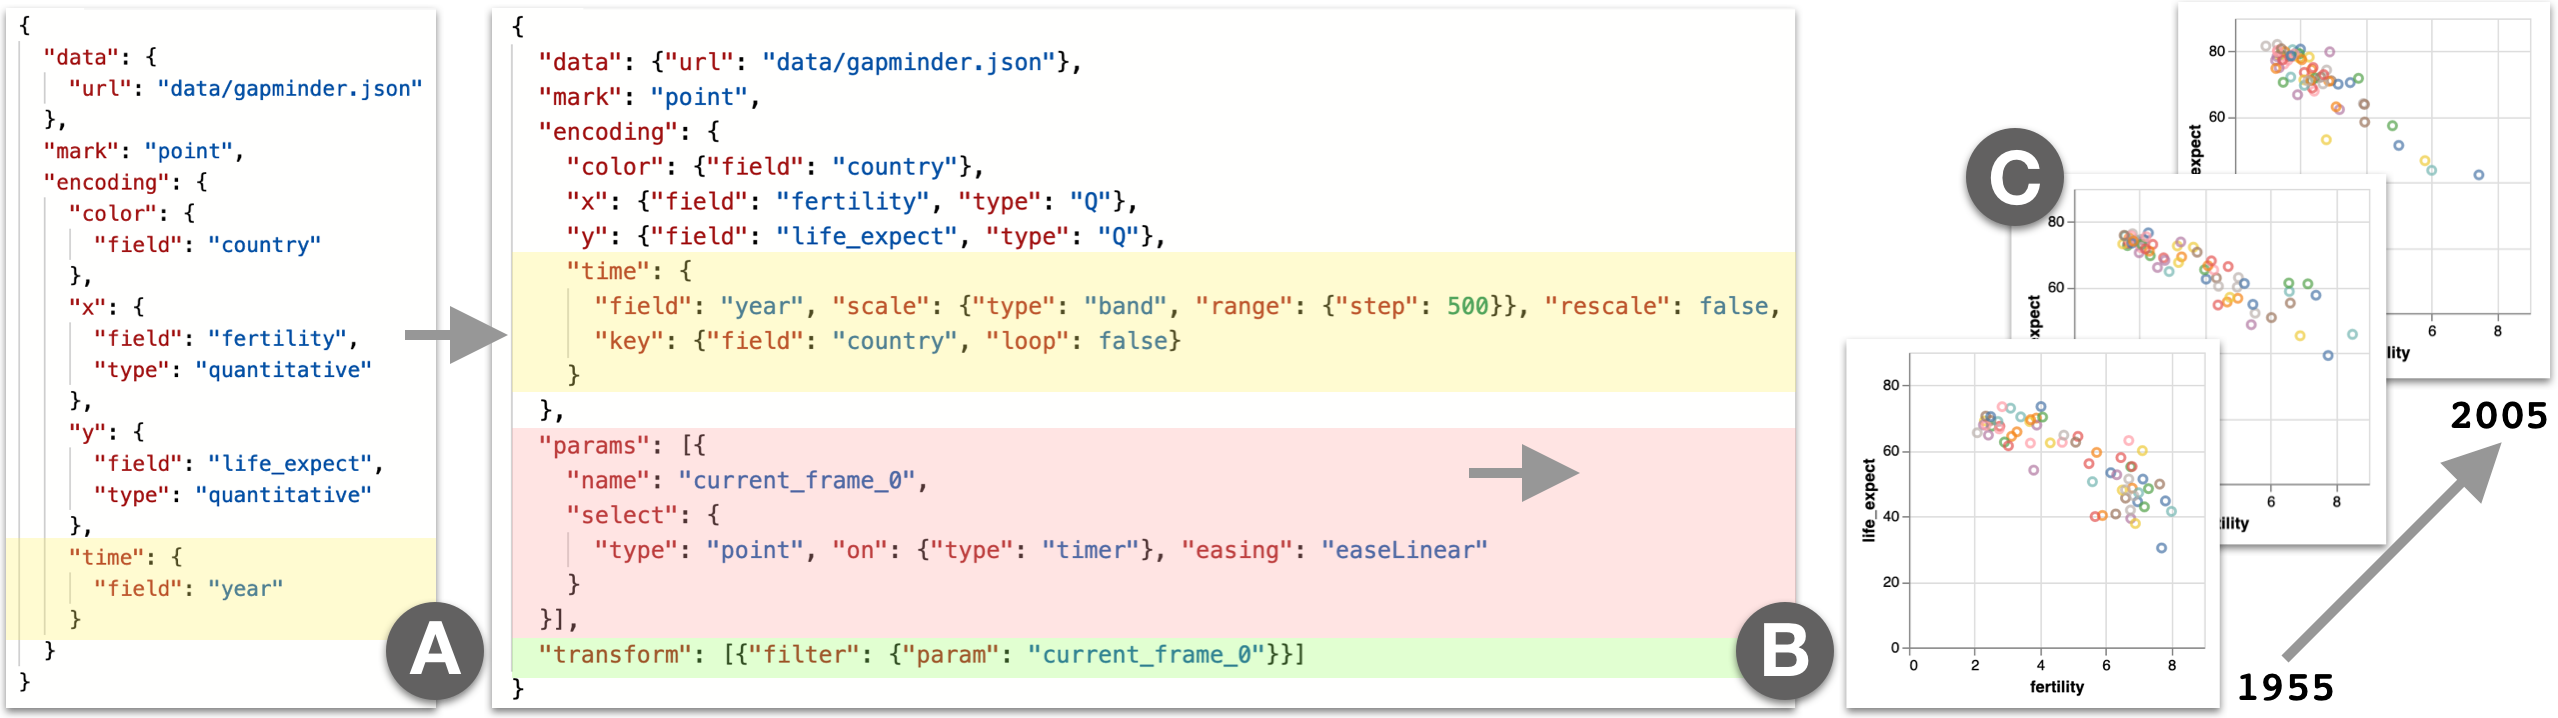 {
"data": {
"url": "data/gapminder.json"
},
"mark": "point",
"encoding": {
"color": {
"field": "country"
},
"x": {
"field": "fertility",
"type": "quantitative"
},
"y": {
"field": "life_expect",
"type": "quantitative"
},
"time": {
"field": "year"
}
}
}
A
{
"data": {"url": "data/gapminder.json"},
"mark": "point",
"encoding": {
"color": {"field": "country"},
"x": {"field": "fertility", "type": "Q"},
"y": {"field": "life_expect", "type": "Q"},
"time": {
"field": "year", "scale": {"type": "band", "range": {"step": 500}}, "rescale": false,
"key": {"field": "country", "loop": false}
}
},
"params": [{
"name": "current_frame_0",
"select": {
"type": "point", "on": {"type": "timer"}, "easing": "easeLinear"
}
}],
"transform": [{"filter": {"param": "current_frame_0"}}]
}
B
C
80
60
expect
6 8
lity
80
60
xpect
6 8
tility
80
60
40
20
0
life_expect
0 2 4 6 8
fertility
2005
1955